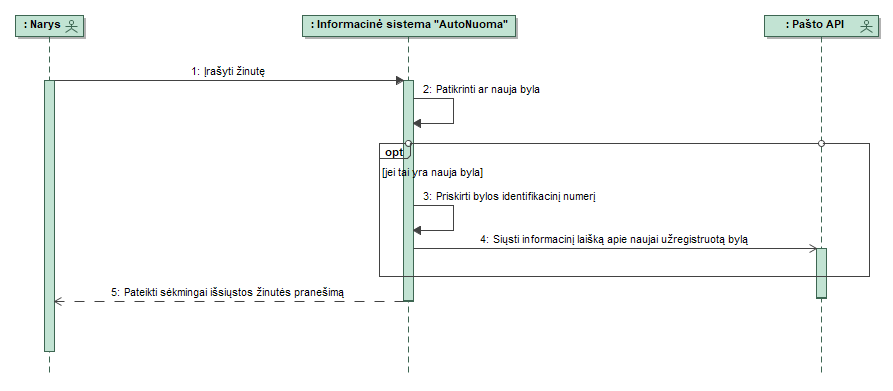 : Narys
: Informacinė sistema "AutoNuoma"
: Pašto API
1: Įrašyti žinutę
2: Patikrinti ar nauja byla
opt
[jei tai yra nauja byla]
3: Priskirti bylos identifikacinį numerį
4: Siųsti informacinį laišką apie naujai užregistruotą bylą
5: Pateikti sėkmingai išsiųstos žinutės pranešimą